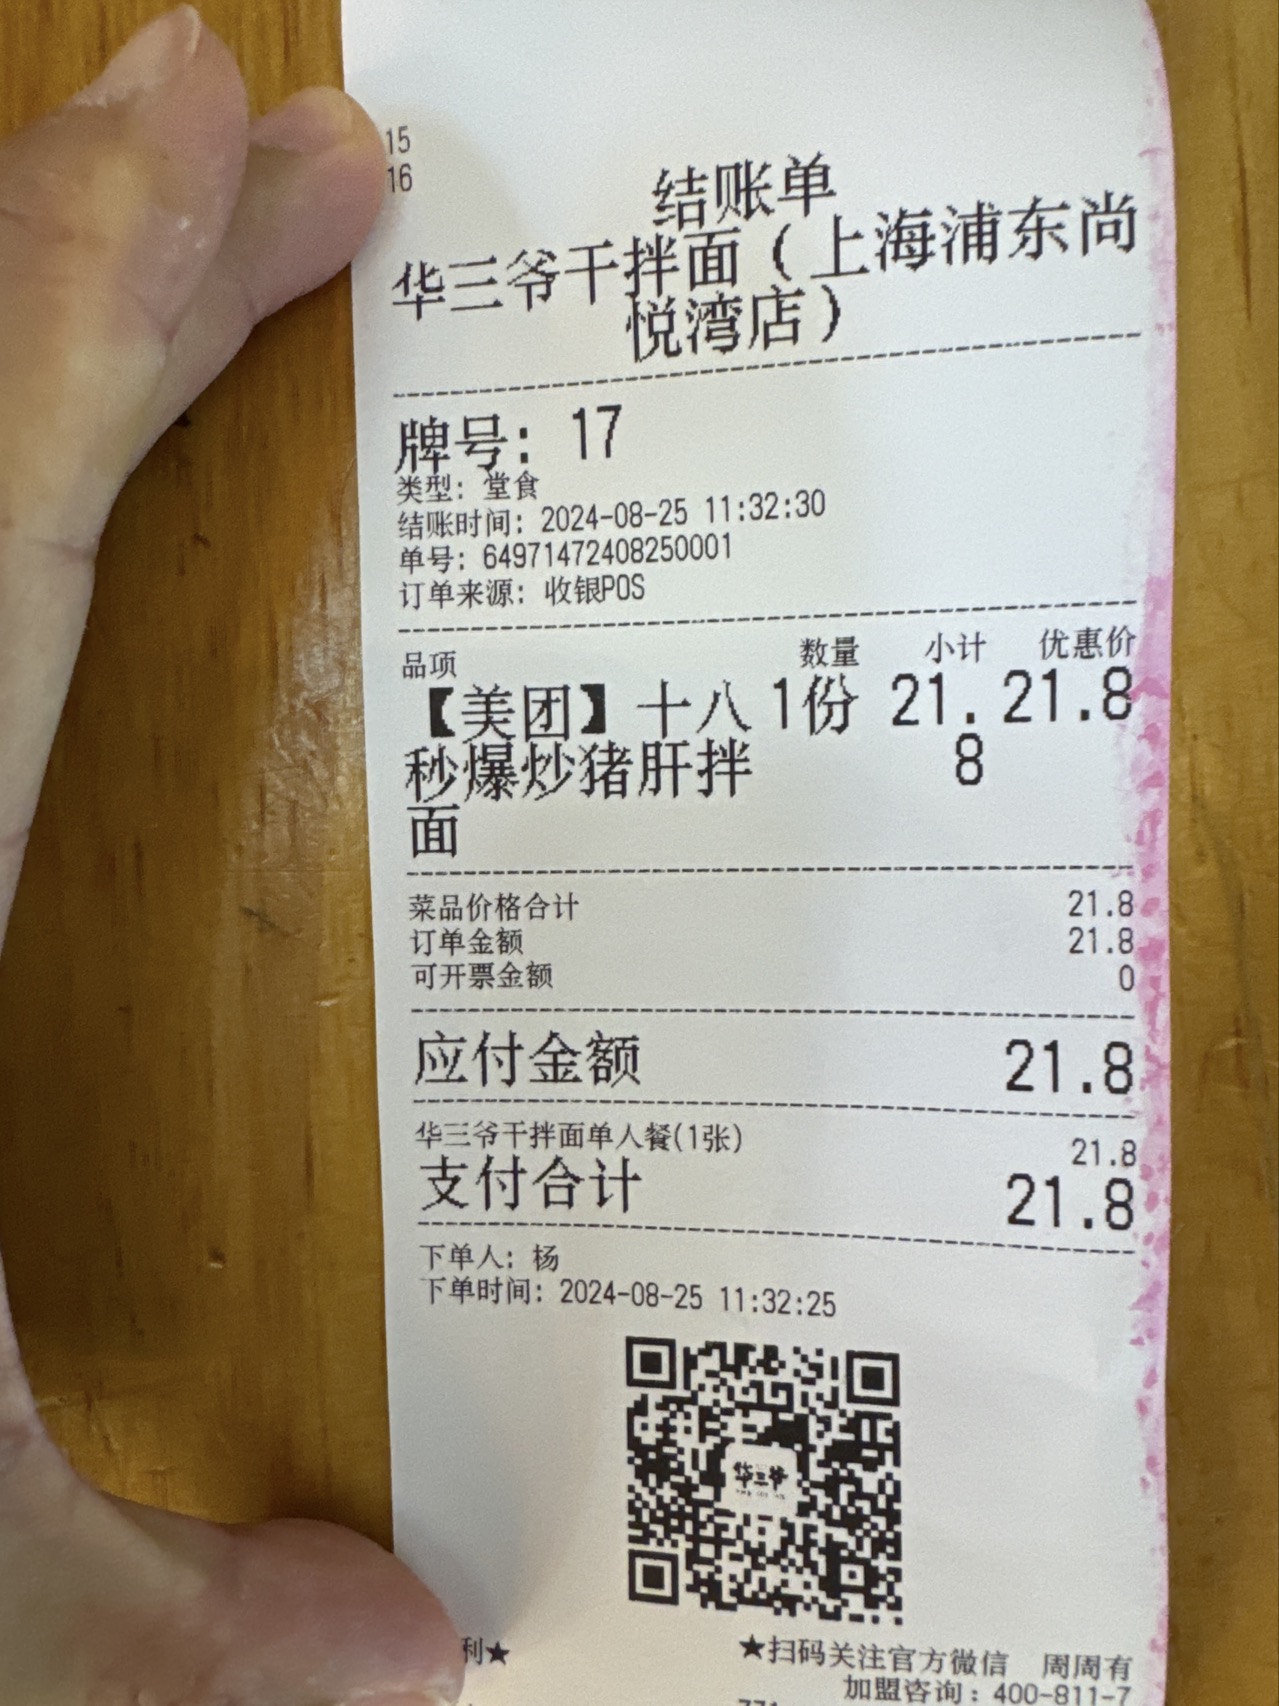 15
16
结账单
华三爷干拌面（上海浦东尚
悦湾店）
牌号：17
类型：堂食
结账时间：2024-08-25 11:32:30
单号：64971472408250001
订单来源：收银POS
品项 数量 小计 优惠价
【美团】十八 1份 21. 21.8
秒爆炒猪肝拌 8
面
菜品价格合计 21.8
订单金额 21.8
可开票金额 0
应付金额 21.8
华三爷干拌面单人餐(1张) 21.8
支付合计 21.8
下单人：杨
下单时间：2024-08-25 11:32:25
华三爷
★扫码关注官方微信 周周有
利★
加盟咨询：400-811-7